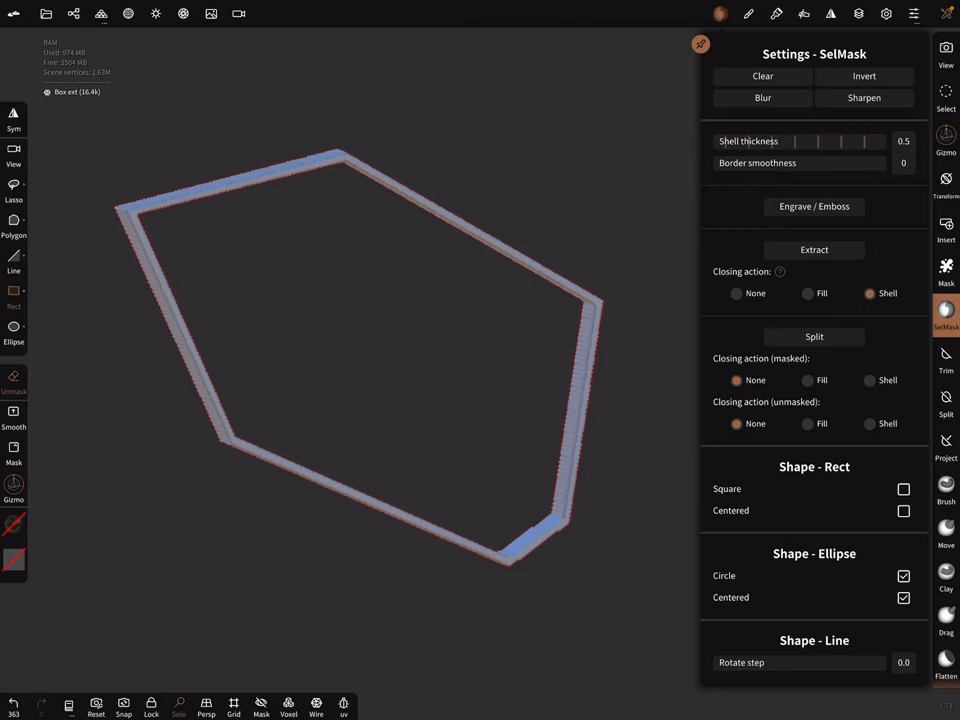 RAM
Used: 974 MB
Free: 3504 MB
Scene vertices: 2.63M
Box ext (16.4k)
Sym
View
Lasso
Polygon
Line
Rect
Ellipse
Unmask
Smooth
Mask
Gizmo
363
0
...
Reset
Snap
Lock
Solo
Persp
Grid
Mask
Voxel
Wire
uv
Settings - SelMask
Clear
Invert
Blur
Sharpen
Shell thickness 0.5
Border smoothness 0
Engrave / Emboss
Extract
Closing action: ?
None Fill Shell
Split
Closing action (masked):
None Fill Shell
Closing action (unmasked):
None Fill Shell
Shape - Rect
Square
Centered
Shape - Ellipse
Circle
Centered
Shape - Line
Rotate step 0.0
View
Select
Gizmo
Transform
Insert
Mask
SelMask
Trim
Split
Project
Brush
Move
Clay
Drag
Flatten
1.71